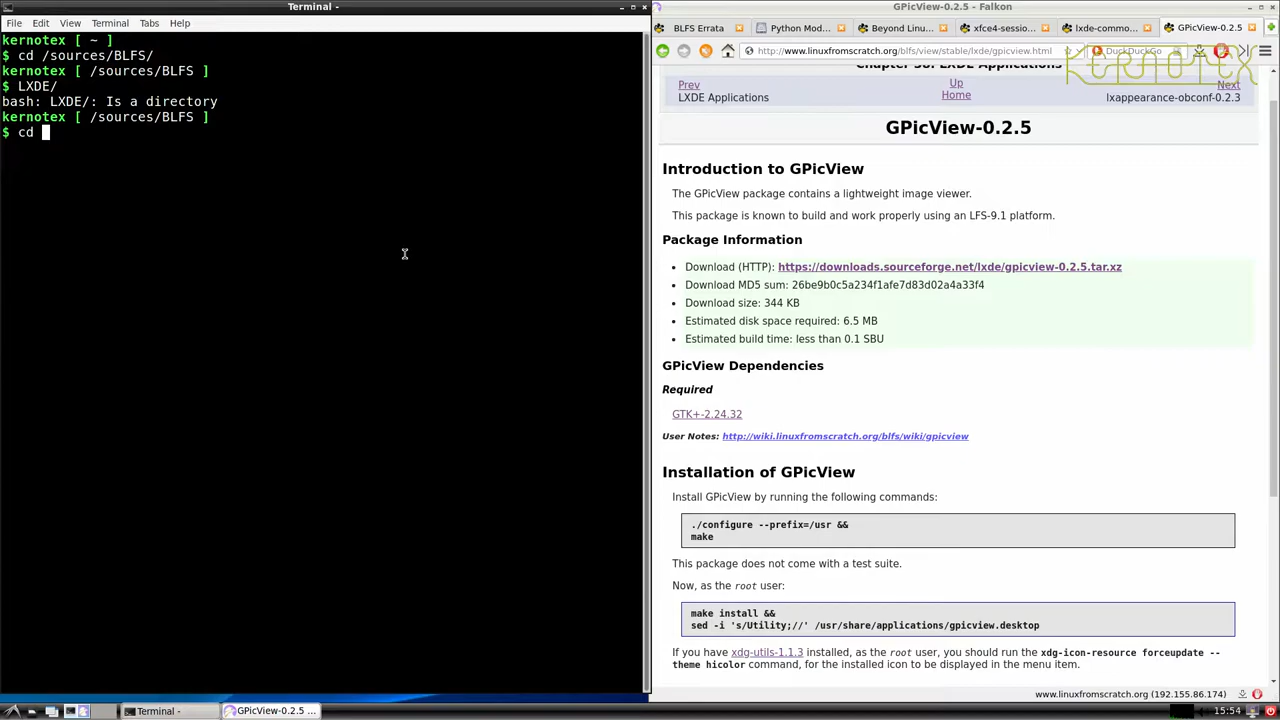 Terminal -
File Edit View Terminal Tabs Help
kernotex [ ~ ]
$ cd /sources/BLFS/
kernotex [ /sources/BLFS ]
$ LXDE/
bash: LXDE/: Is a directory
kernotex [ /sources/BLFS ]
$ cd
GPicView-0.2.5 - Falkon
BLFS Errata
Python Mod...
Beyond Linu...
xfce4-sessio...
lxde-commo...
GPicView-0.2.5
http://www.linuxfromscratch.org/blfs/view/stable/lxde/gpicview.html
DuckDuckGo
KERNOTEX
Chapter 38. LXDE Applications
Prev Up Next
LXDE Applications Home lxappearance-obconf-0.2.3
GPicView-0.2.5
Introduction to GPicView
The GPicView package contains a lightweight image viewer.
This package is known to build and work properly using an LFS-9.1 platform.
Package Information
• Download (HTTP): https://downloads.sourceforge.net/lxde/gpicview-0.2.5.tar.xz
• Download MD5 sum: 26be9b0c5a234f1afe7d83d02a4a33f4
• Download size: 344 KB
• Estimated disk space required: 6.5 MB
• Estimated build time: less than 0.1 SBU
GPicView Dependencies
Required
GTK+-2.24.32
User Notes: http://wiki.linuxfromscratch.org/blfs/wiki/gpicview
Installation of GPicView
Install GPicView by running the following commands:
./configure --prefix=/usr &&
make
This package does not come with a test suite.
Now, as the root user:
make install &&
sed -i 's/Utility;//' /usr/share/applications/gpicview.desktop
If you have xdg-utils-1.1.3 installed, as the root user, you should run the xdg-icon-resource forceupdate --
theme hicolor command, for the installed icon to be displayed in the menu item.
www.linuxfromscratch.org (192.155.86.174)
Terminal -
GPicView-0.2.5 ...
15:54